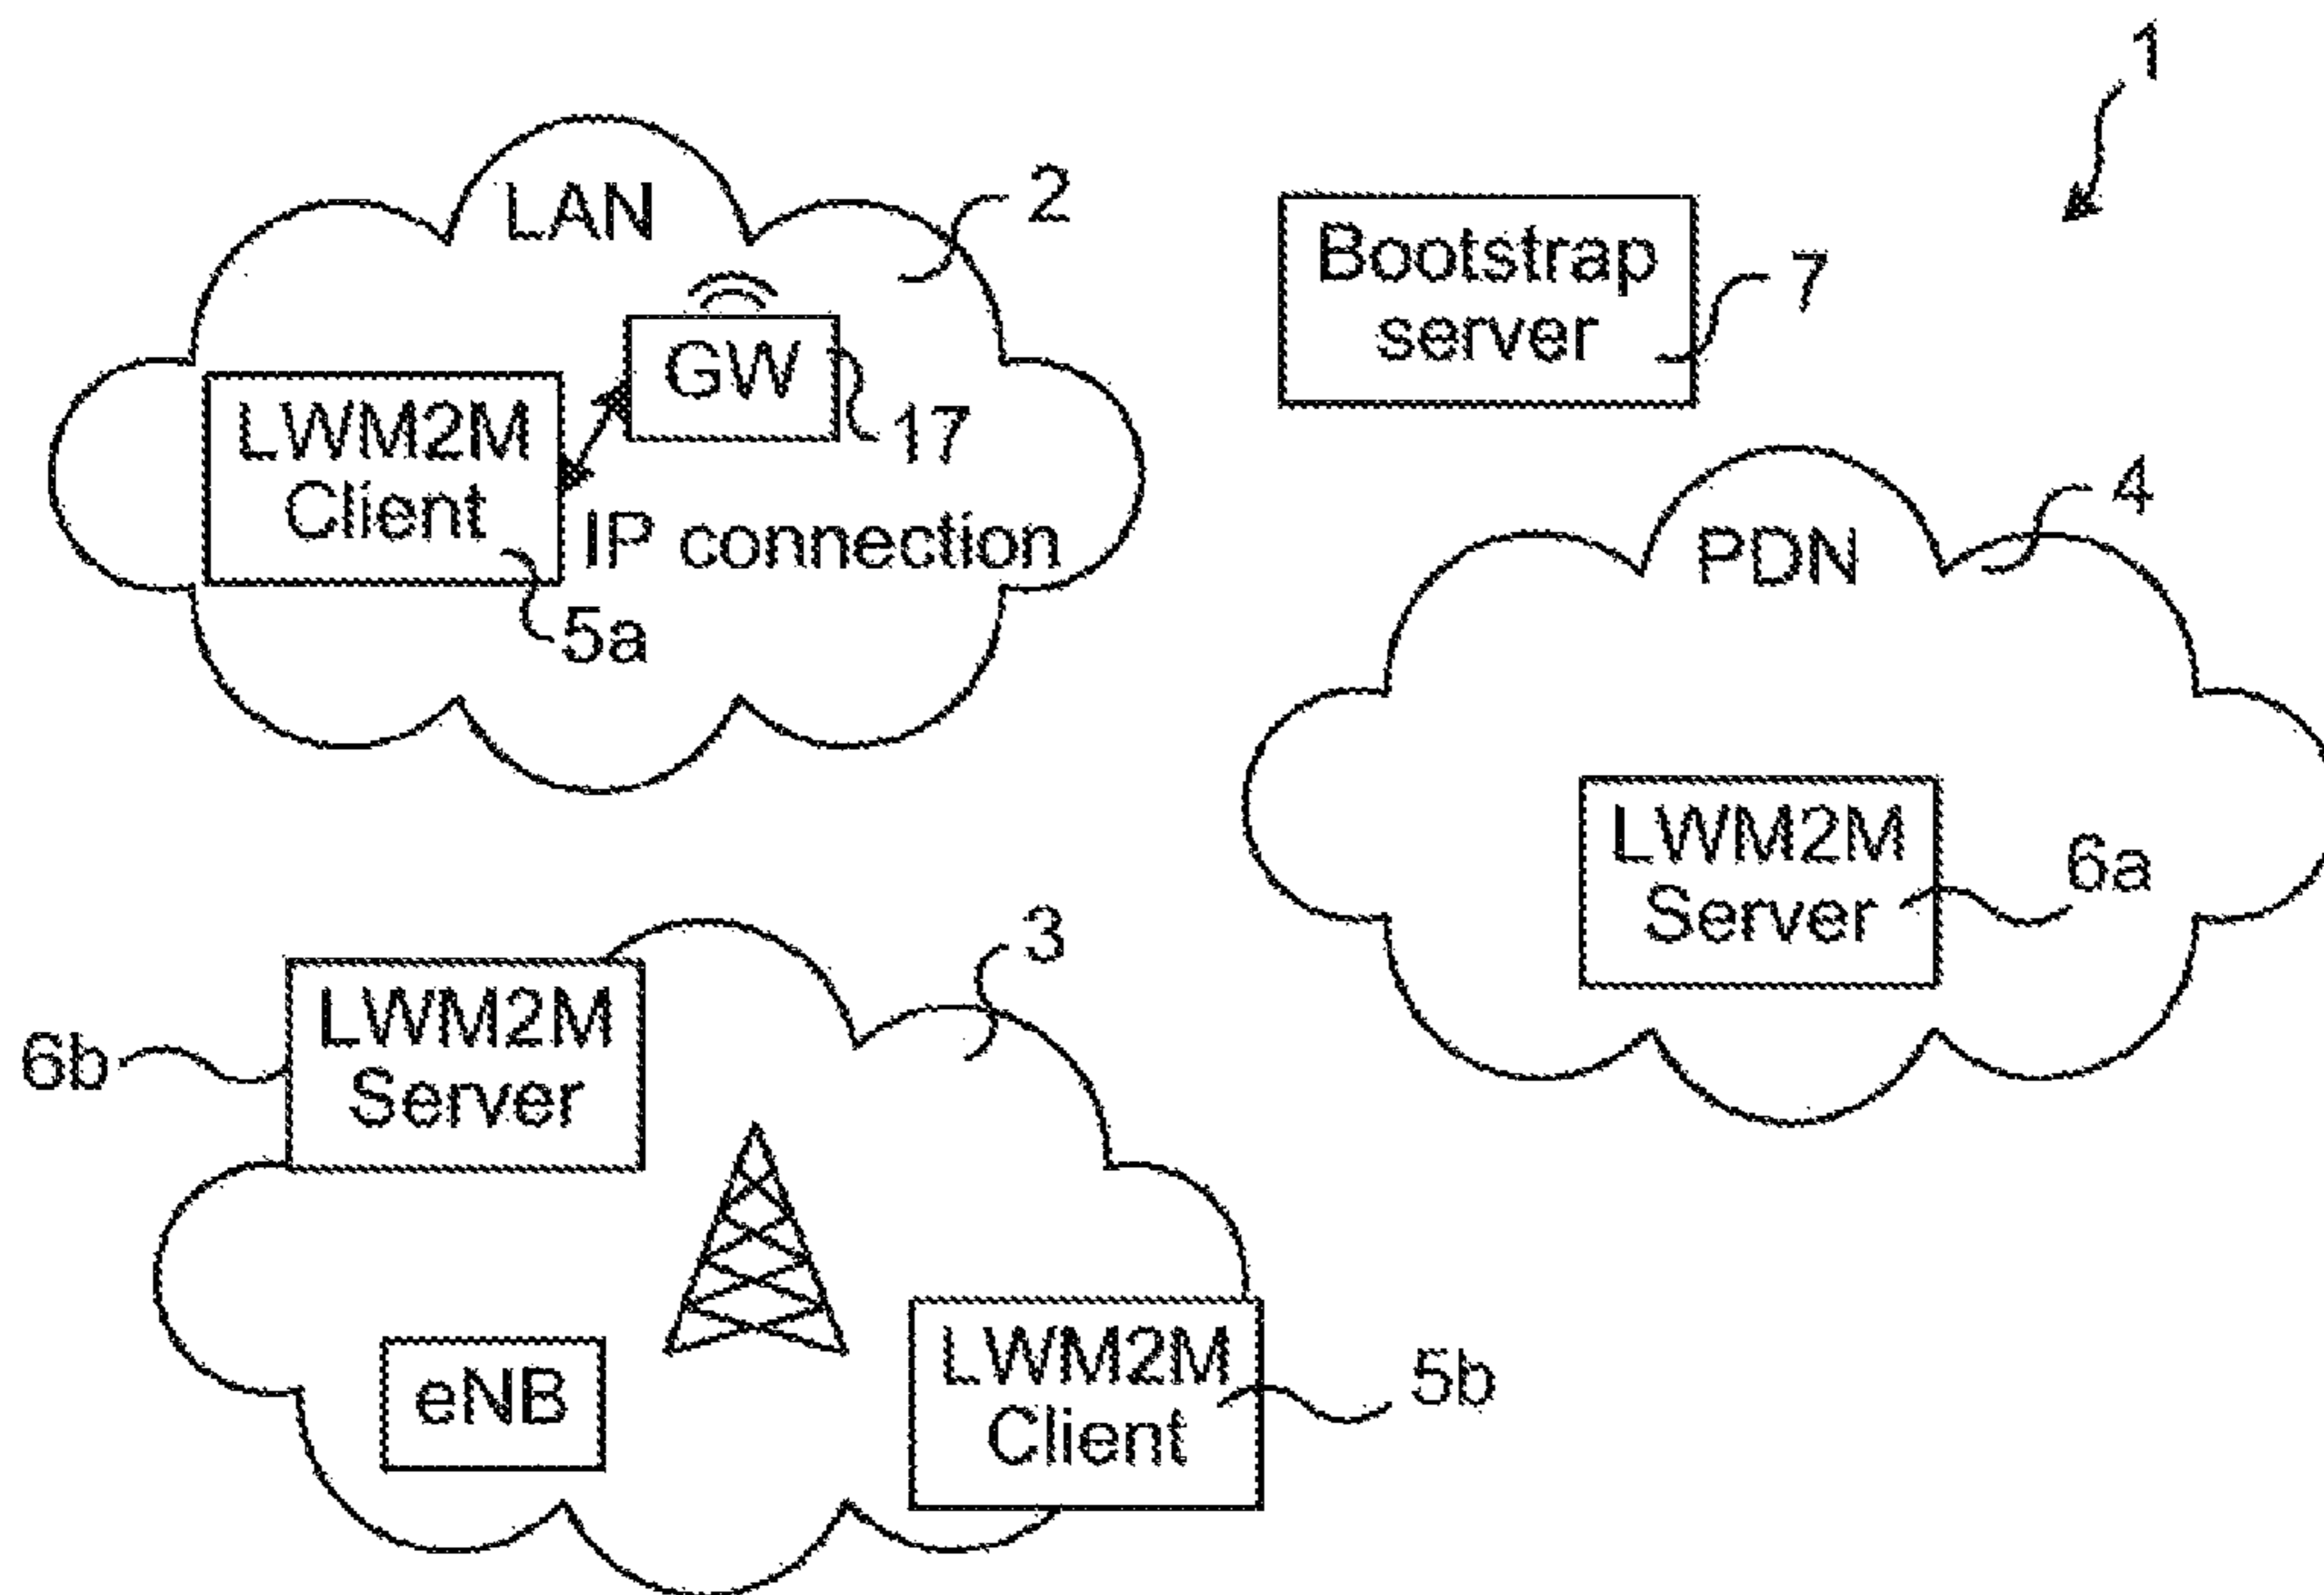 1
LAN
2
Bootstrap
server
7
GW
17
LWM2M
Client
IP connection
5a
4
PDN
LWM2M
Server
6a
3
LWM2M
Server
6b
eNB
LWM2M
Client
5b